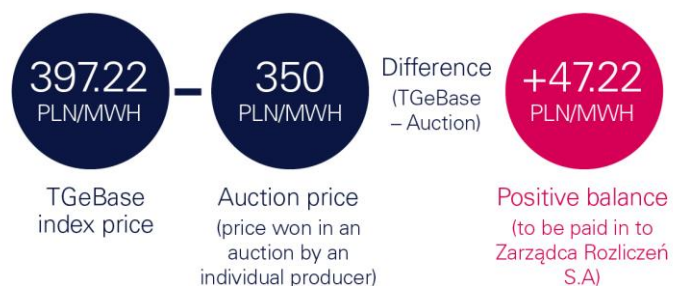 397.22
PLN/MWH
–
350
PLN/MWH
Difference
(TGeBase
– Auction)
+47.22
PLN/MWH
TGeBase
index price
Auction price
(price won in an
auction by an
individual producer)
Positive balance
(to be paid in to
Zarządca Rozliczeń
S.A)